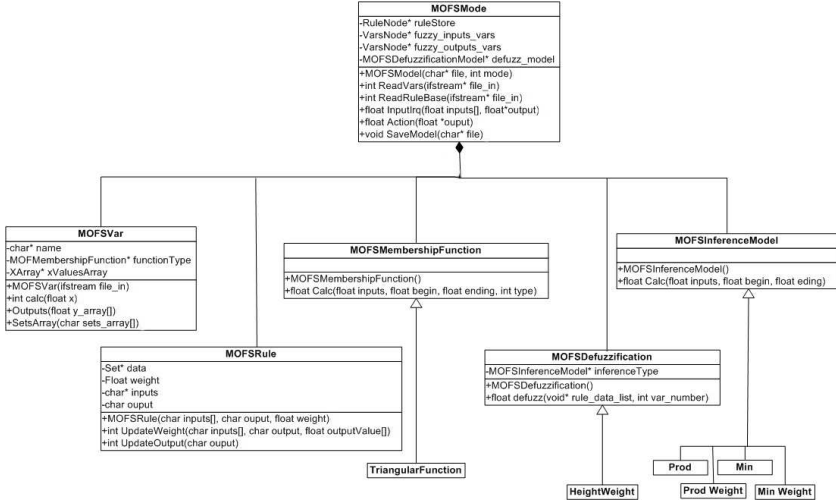 MOFSMode
-RuleNode* ruleStore
-VarsNode* fuzzy_inputs_vars
-VarsNode* fuzzy_outputs_vars
-MOFSDefuzzificationModel* defuzz_model
+MOFSModel(char* file, int mode)
+int ReadVars(ifstream* file_in)
+int ReadRuleBase(ifstream* file_in)
+float InputIrq(float inputs[], float*output)
+float Action(float *ouput)
+void SaveModel(char* file)
MOFSVar
-char* name
-MOFMembershipFunction* functionType
-XArray* xValuesArray
+MOFSVar(ifstream file_in)
+int calc(float x)
+Outputs(float y_array[])
+SetsArray(char sets_array[])
MOFSMembershipFunction
+MOFSMembershipFunction()
+float Calc(float inputs, float begin, float ending, int type)
MOFSInferenceModel
+MOFSInferenceModel()
+float Calc(float inputs, float begin, float eding)
MOFSRule
-Set* data
-Float weight
-char* inputs
-char ouput
+MOFSRule(char inputs[], char ouput, float weight)
+int UpdateWeight(char inputs[], char output, float outputValue[])
+int UpdateOutput(char ouput)
MOFSDefuzzification
-MOFSInferenceModel* inferenceType
+MOFSDefuzzification()
+float defuzz(void* rule_data_list, int var_number)
TriangularFunction
HeightWeight
Prod
Min
Prod Weight
Min Weight